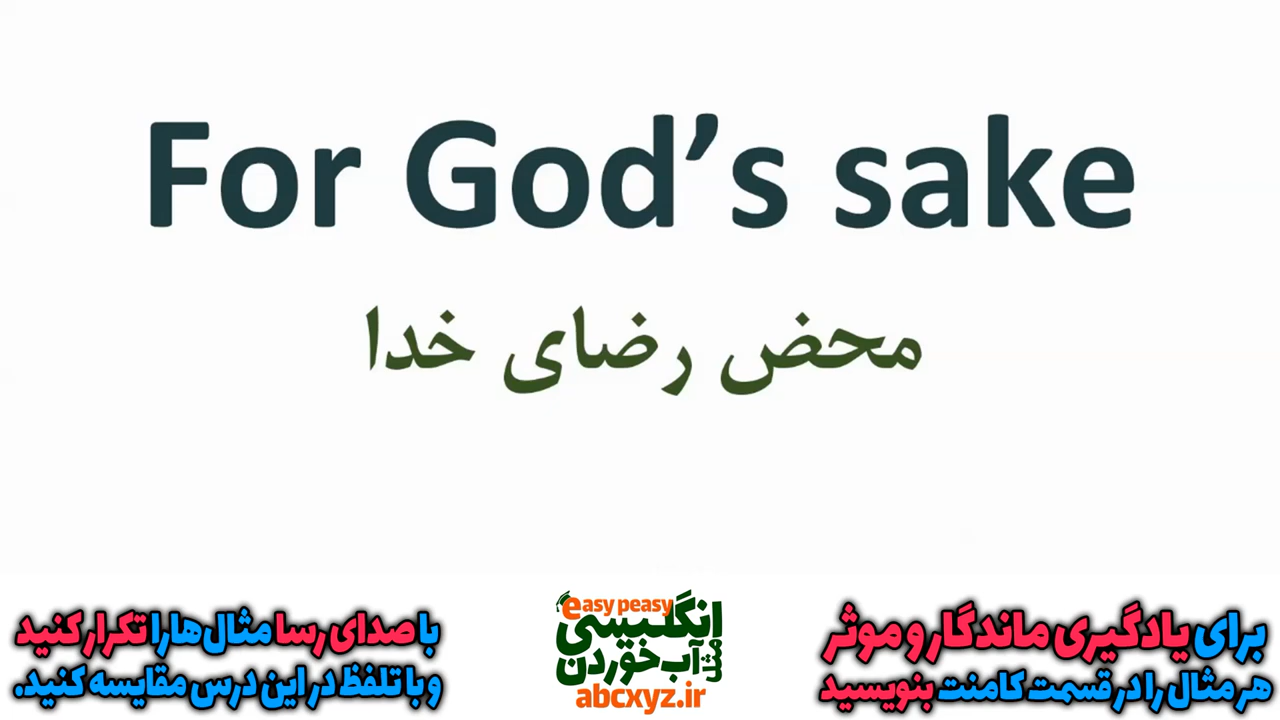 For God’s sake
محض رضای خدا
برای یادگیری ماندگار و موثر
هر مثال را در قسمت کامنت بنویسید
easy peasy
انگلیسی
مثل آب خوردن
abcxyz.ir
با صدای رسا مثال‌ها را تکرار کنید
و با تلفظ در این درس مقایسه کنید.